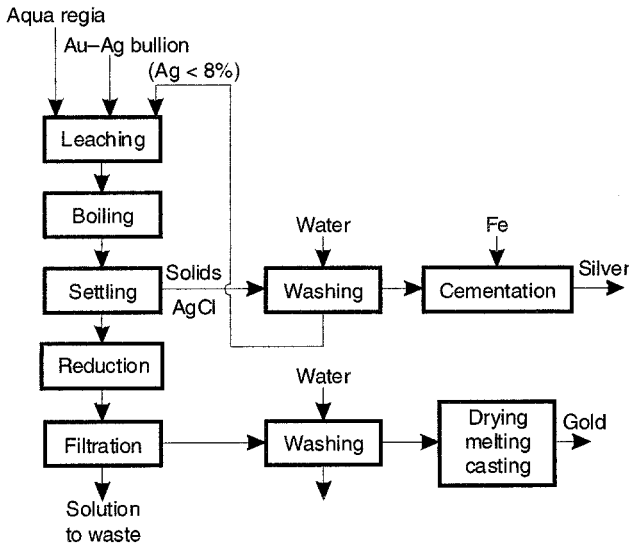 Aqua regia
Au–Ag bullion
(Ag < 8%)
Leaching
Boiling
Water
Fe
Solids
Silver
Settling
Washing
Cementation
AgCl
Reduction
Water
Drying
Gold
Filtration
Washing
melting
casting
Solution
to waste